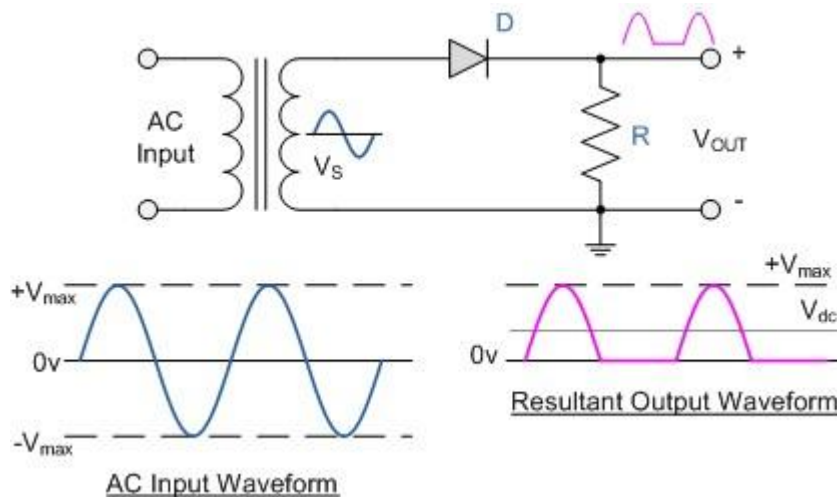 D
+
AC
Input
V_S
R
V_OUT
-
+V_max
0v
-V_max
AC Input Waveform
+V_max
V_dc
0v
Resultant Output Waveform